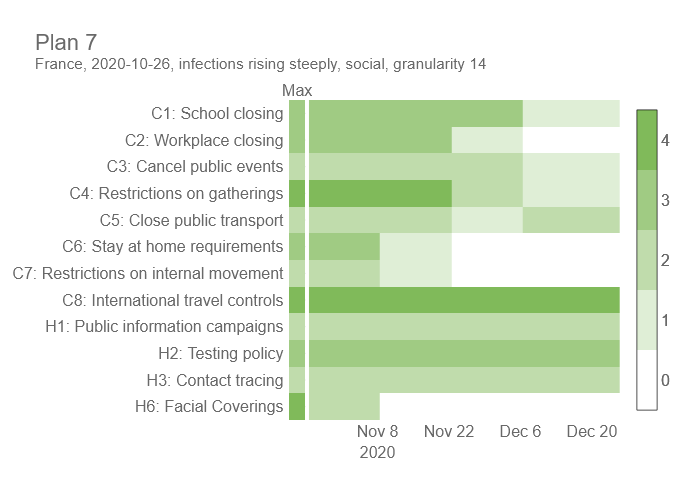 Plan 7
France, 2020-10-26, infections rising steeply, social, granularity 14
Max
C1: School closing
C2: Workplace closing
C3: Cancel public events
C4: Restrictions on gatherings
C5: Close public transport
C6: Stay at home requirements
C7: Restrictions on internal movement
C8: International travel controls
H1: Public information campaigns
H2: Testing policy
H3: Contact tracing
H6: Facial Coverings
Nov 8 Nov 22 Dec 6 Dec 20
2020
4
3
2
1
0